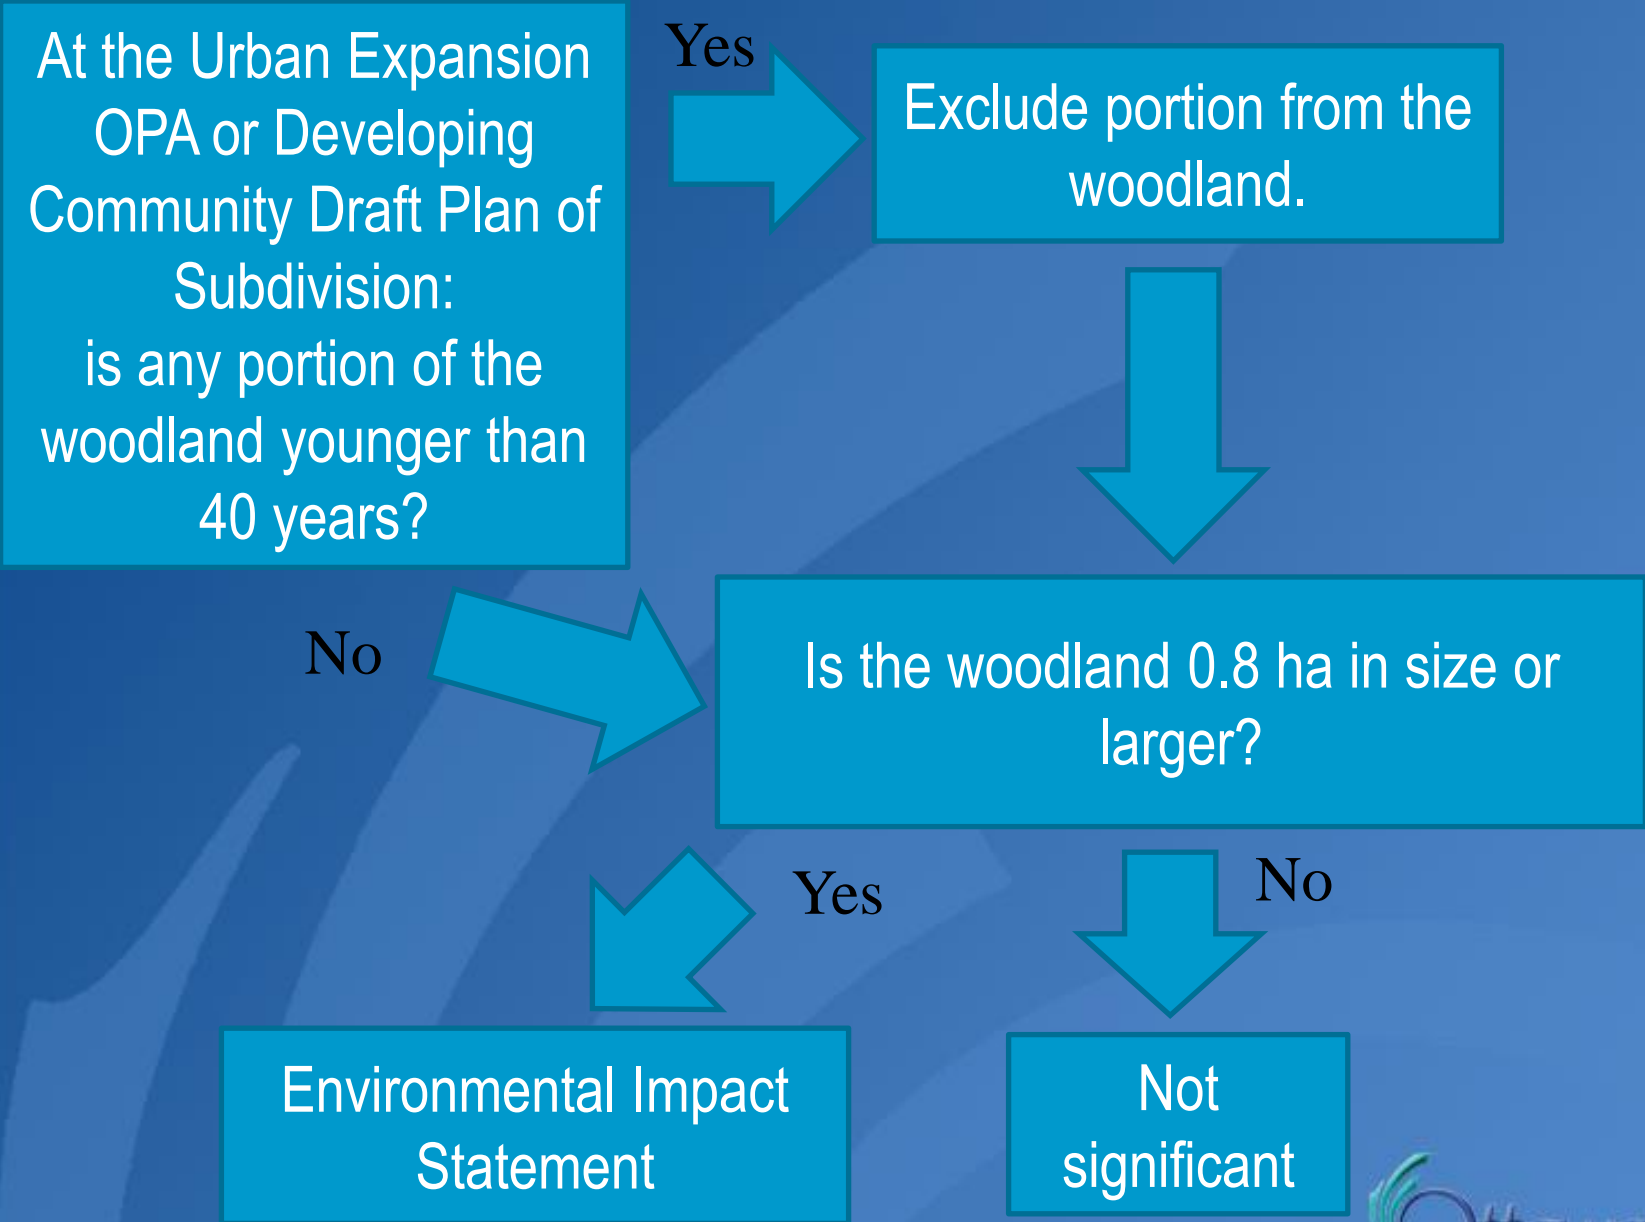 At the Urban Expansion
OPA or Developing
Community Draft Plan of
Subdivision:
is any portion of the
woodland younger than
40 years?
Yes
Exclude portion from the
woodland.
No
Is the woodland 0.8 ha in size or
larger?
Yes
No
Environmental Impact
Statement
Not
significant